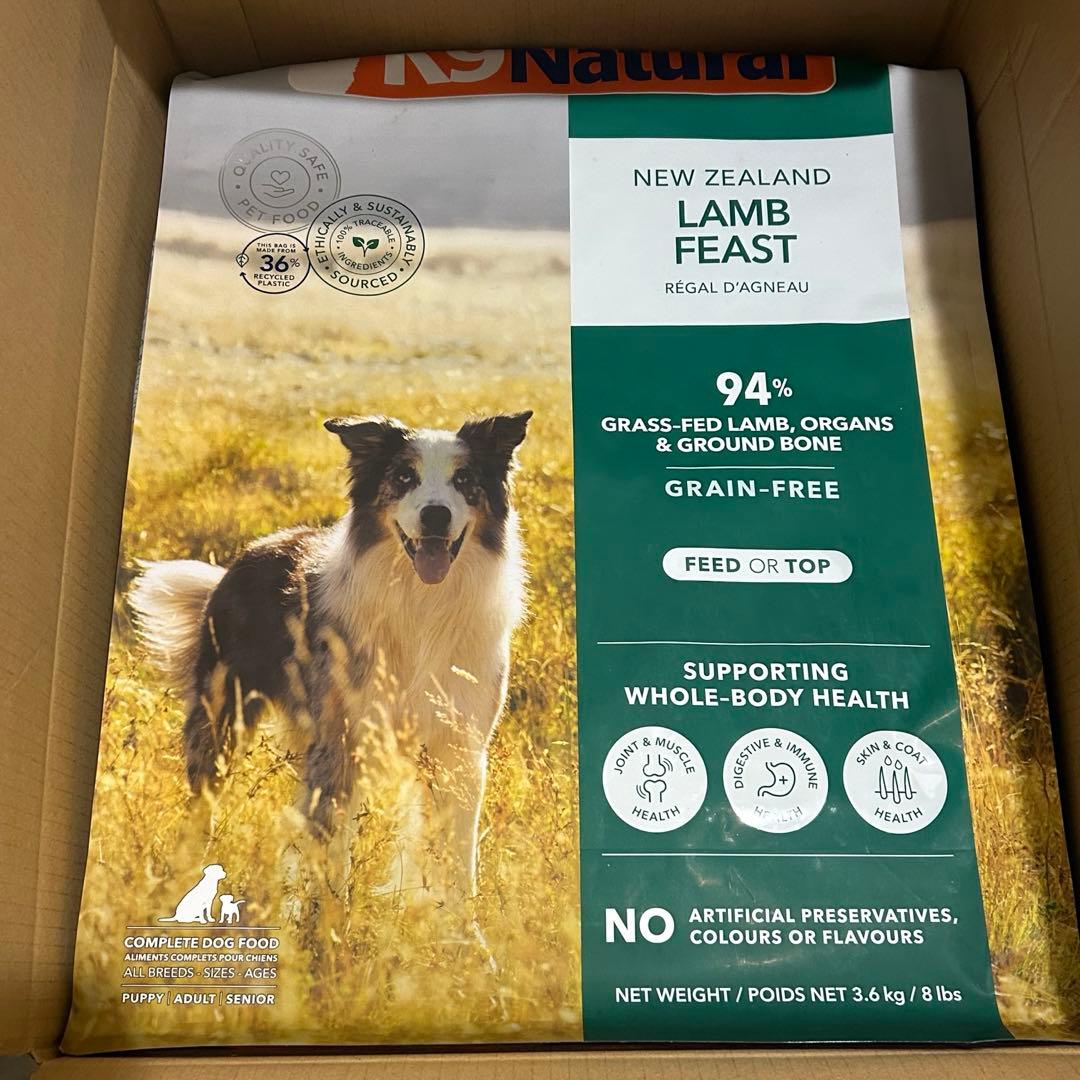 K9 Natural
QUALITY SAFE
PET FOOD
ETHICALLY & SUSTAINABLY
SOURCED
100% TRACEABLE
INGREDIENTS
THIS BAG IS
MADE FROM
36%
RECYCLED
PLASTIC
NEW ZEALAND
LAMB
FEAST
RÉGAL D'AGNEAU
94%
GRASS-FED LAMB, ORGANS
& GROUND BONE
GRAIN-FREE
FEED OR TOP
SUPPORTING
WHOLE-BODY HEALTH
JOINT & MUSCLE
HEALTH
DIGESTIVE & IMMUNE
HEALTH
SKIN & COAT
HEALTH
NO ARTIFICIAL PRESERVATIVES,
COLOURS OR FLAVOURS
NET WEIGHT / POIDS NET 3.6 kg / 8 lbs
COMPLETE DOG FOOD
ALIMENTS COMPLETS POUR CHIENS
ALL BREEDS - SIZES - AGES
PUPPY | ADULT | SENIOR